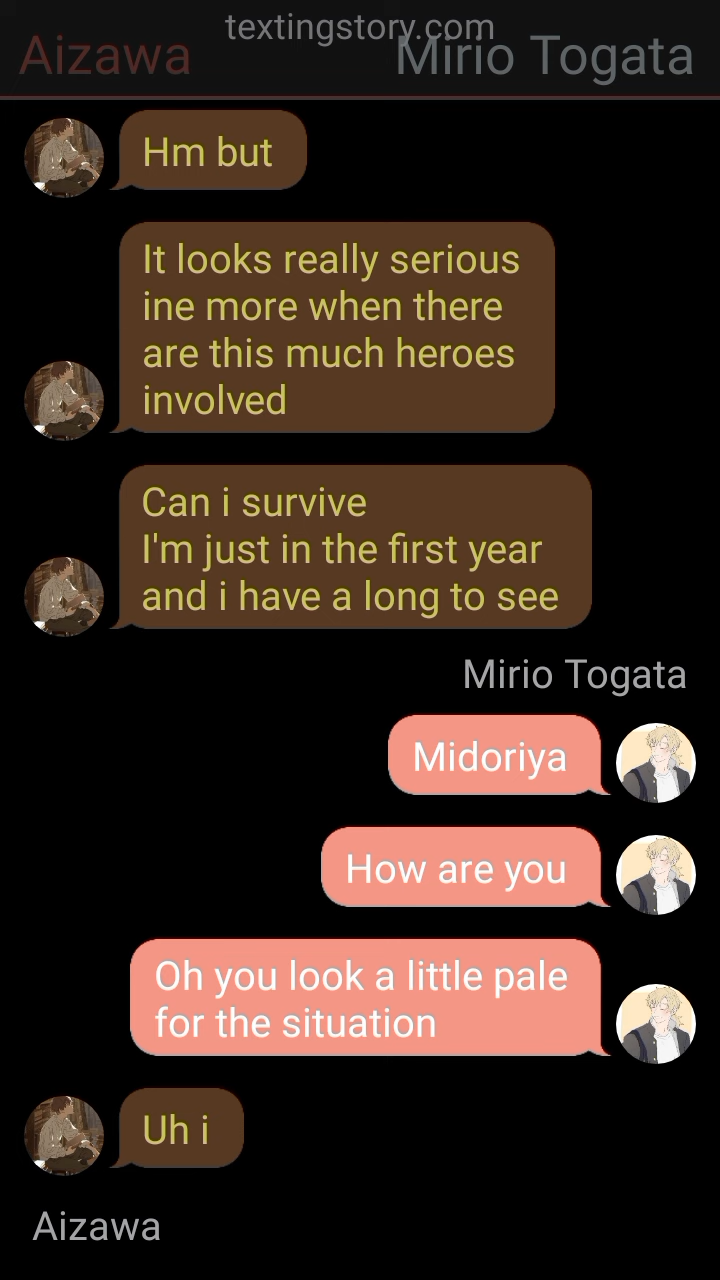 textingstory.com
Aizawa
Mirio Togata
Hm but
It looks really serious
ine more when there
are this much heroes
involved
Can i survive
I'm just in the first year
and i have a long to see
Mirio Togata
Midoriya
How are you
Oh you look a little pale
for the situation
Uh i
Aizawa